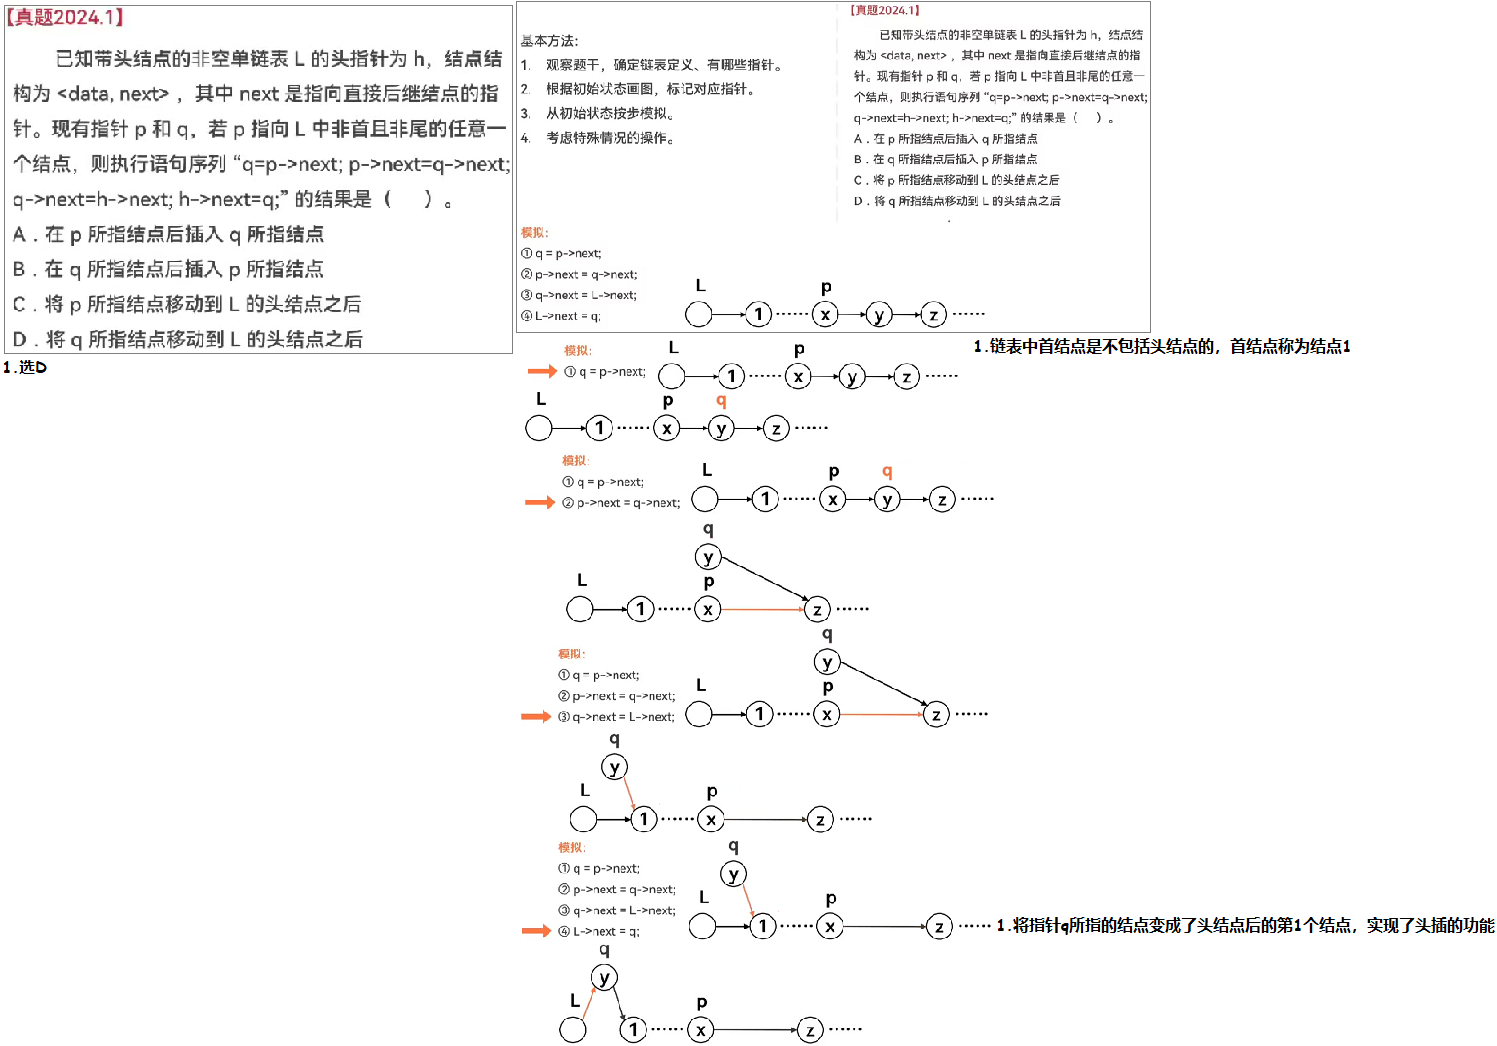 【真题2024.1】
已知带头结点的非空单链表 L 的头指针为 h，结点结
构为 <data, next> ，其中 next 是指向直接后继结点的指
针。现有指针 p 和 q，若 p 指向 L 中非首且非尾的任意一
个结点，则执行语句序列 “q=p->next; p->next=q->next;
q->next=h->next; h->next=q;” 的结果是（　　）。
A．在 p 所指结点后插入 q 所指结点
B．在 q 所指结点后插入 p 所指结点
C．将 p 所指结点移动到 L 的头结点之后
D．将 q 所指结点移动到 L 的头结点之后
1.选D
基本方法:
1. 观察题干，确定链表定义、有哪些指针。
2. 根据初始状态画图，标记对应指针。
3. 从初始状态按步模拟。
4. 考虑特殊情况的操作。
【真题2024.1】
已知带头结点的非空单链表 L 的头指针为 h，结点结
构为 <data, next> ，其中 next 是指向直接后继结点的指
针。现有指针 p 和 q，若 p 指向 L 中非首且非尾的任意一
个结点，则执行语句序列 “q=p->next; p->next=q->next;
q->next=h->next; h->next=q;” 的结果是（　　）。
A．在 p 所指结点后插入 q 所指结点
B．在 q 所指结点后插入 p 所指结点
C．将 p 所指结点移动到 L 的头结点之后
D．将 q 所指结点移动到 L 的头结点之后
模拟:
① q = p->next;
② p->next = q->next;
③ q->next = L->next;
④ L->next = q;
L p
1 ······ x y z ······
1.链表中首结点是不包括头结点的，首结点称为结点1
模拟:
① q = p->next;
L p
1 ······ x y z ······
L p q
1 ······ x y z ······
模拟:
① q = p->next;
② p->next = q->next;
L p q
1 ······ x y z ······
q
y
L p
1 ······ x z ······
模拟:
① q = p->next;
② p->next = q->next;
③ q->next = L->next;
q
y
L p
1 ······ x z ······
q
y
L p
1 ······ x z ······
模拟:
① q = p->next;
② p->next = q->next;
③ q->next = L->next;
④ L->next = q;
q
y
L p
1 ······ x z ······
1.将指针q所指的结点变成了头结点后的第1个结点，实现了头插的功能
q
y
L p
1 ······ x z ······